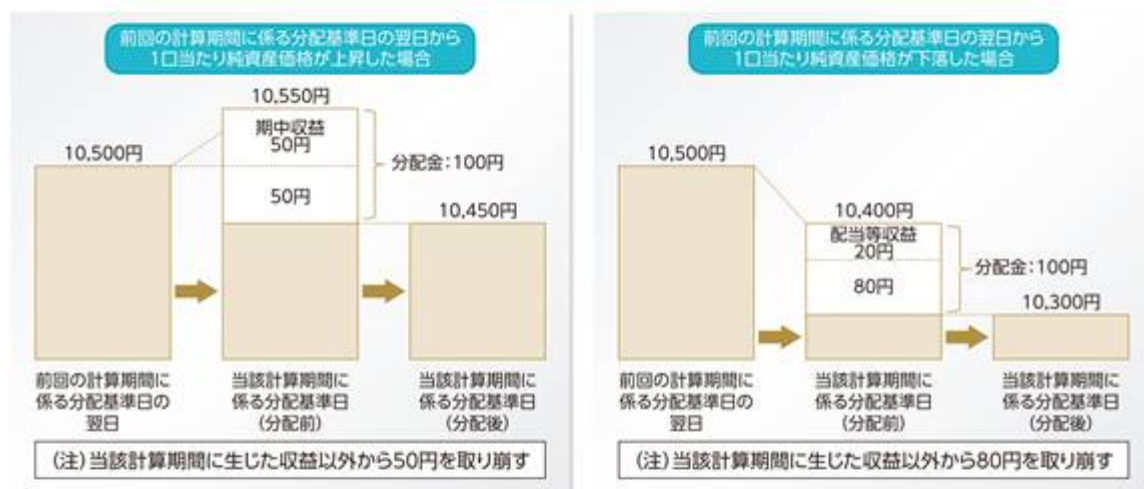 前回の計算期間に係る分配基準日の翌日から
1口当たり純資産価格が上昇した場合
10,550円
期中収益
50円
10,500円
分配金:100円
50円
10,450円
前回の計算期間に
係る分配基準日の
翌日
当該計算期間に
係る分配基準日
(分配前)
当該計算期間に
係る分配基準日
(分配後)
(注)当該計算期間に生じた収益以外から50円を取り崩す
前回の計算期間に係る分配基準日の翌日から
1口当たり純資産価格が下落した場合
10,500円
10,400円
配当等収益
20円
分配金:100円
80円
10,300円
前回の計算期間に
係る分配基準日の
翌日
当該計算期間に
係る分配基準日
(分配前)
当該計算期間に
係る分配基準日
(分配後)
(注)当該計算期間に生じた収益以外から80円を取り崩す